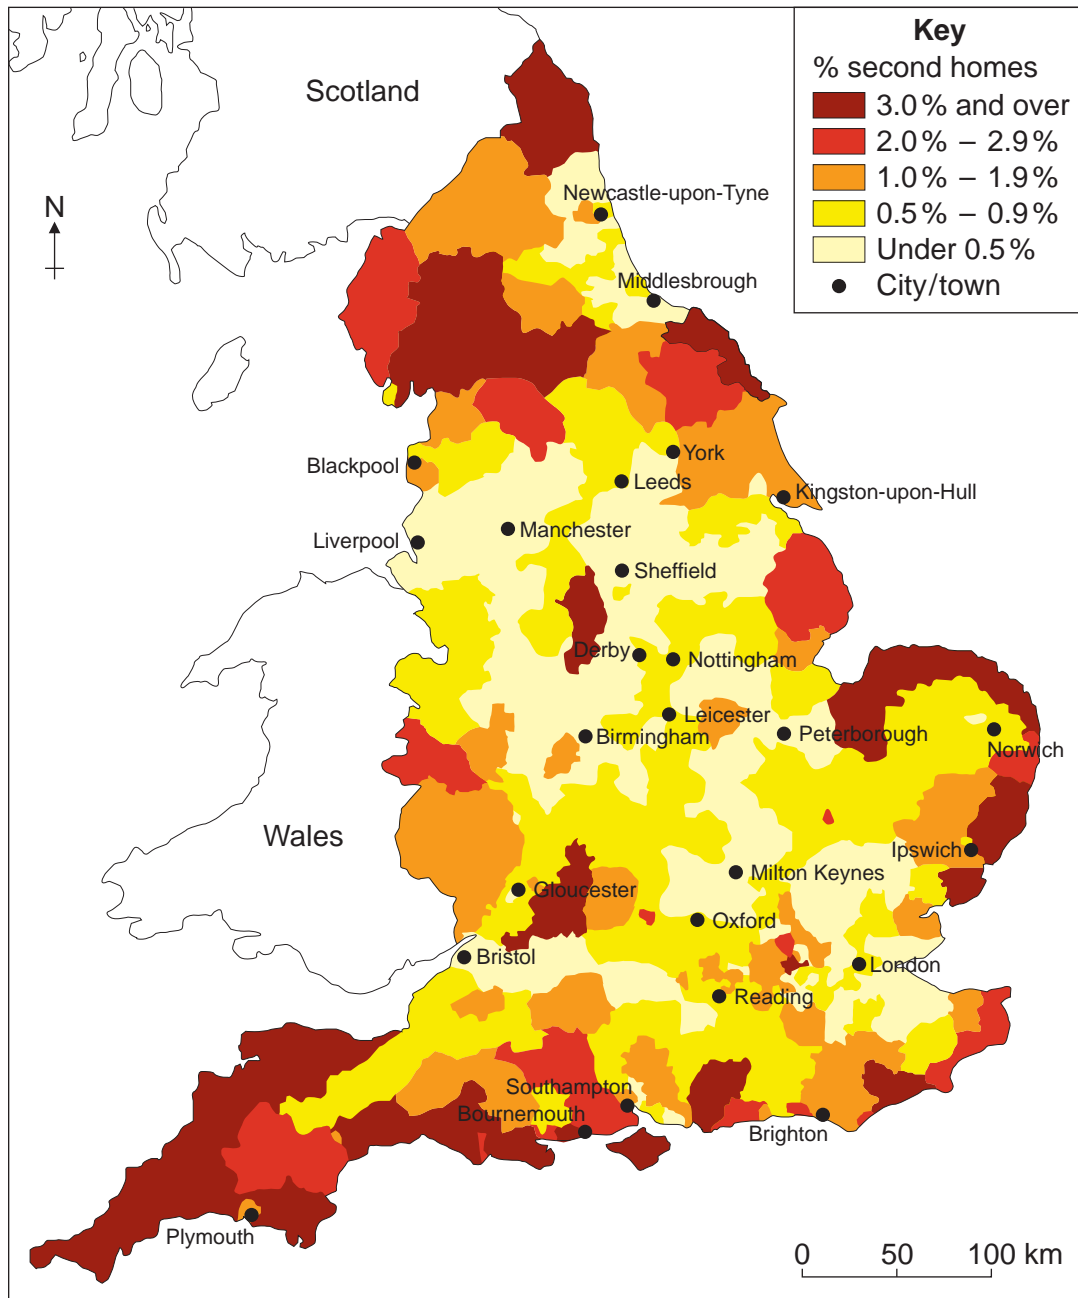 Key
% second homes
3.0% and over
2.0% – 2.9%
1.0% – 1.9%
0.5% – 0.9%
Under 0.5%
City/town
Scotland
N
Newcastle-upon-Tyne
Middlesbrough
Blackpool
York
Leeds
Kingston-upon-Hull
Manchester
Liverpool
Sheffield
Derby
Nottingham
Leicester
Birmingham
Peterborough
Norwich
Wales
Ipswich
Milton Keynes
Gloucester
Oxford
Bristol
London
Reading
Southampton
Bournemouth
Brighton
Plymouth
0 50 100 km